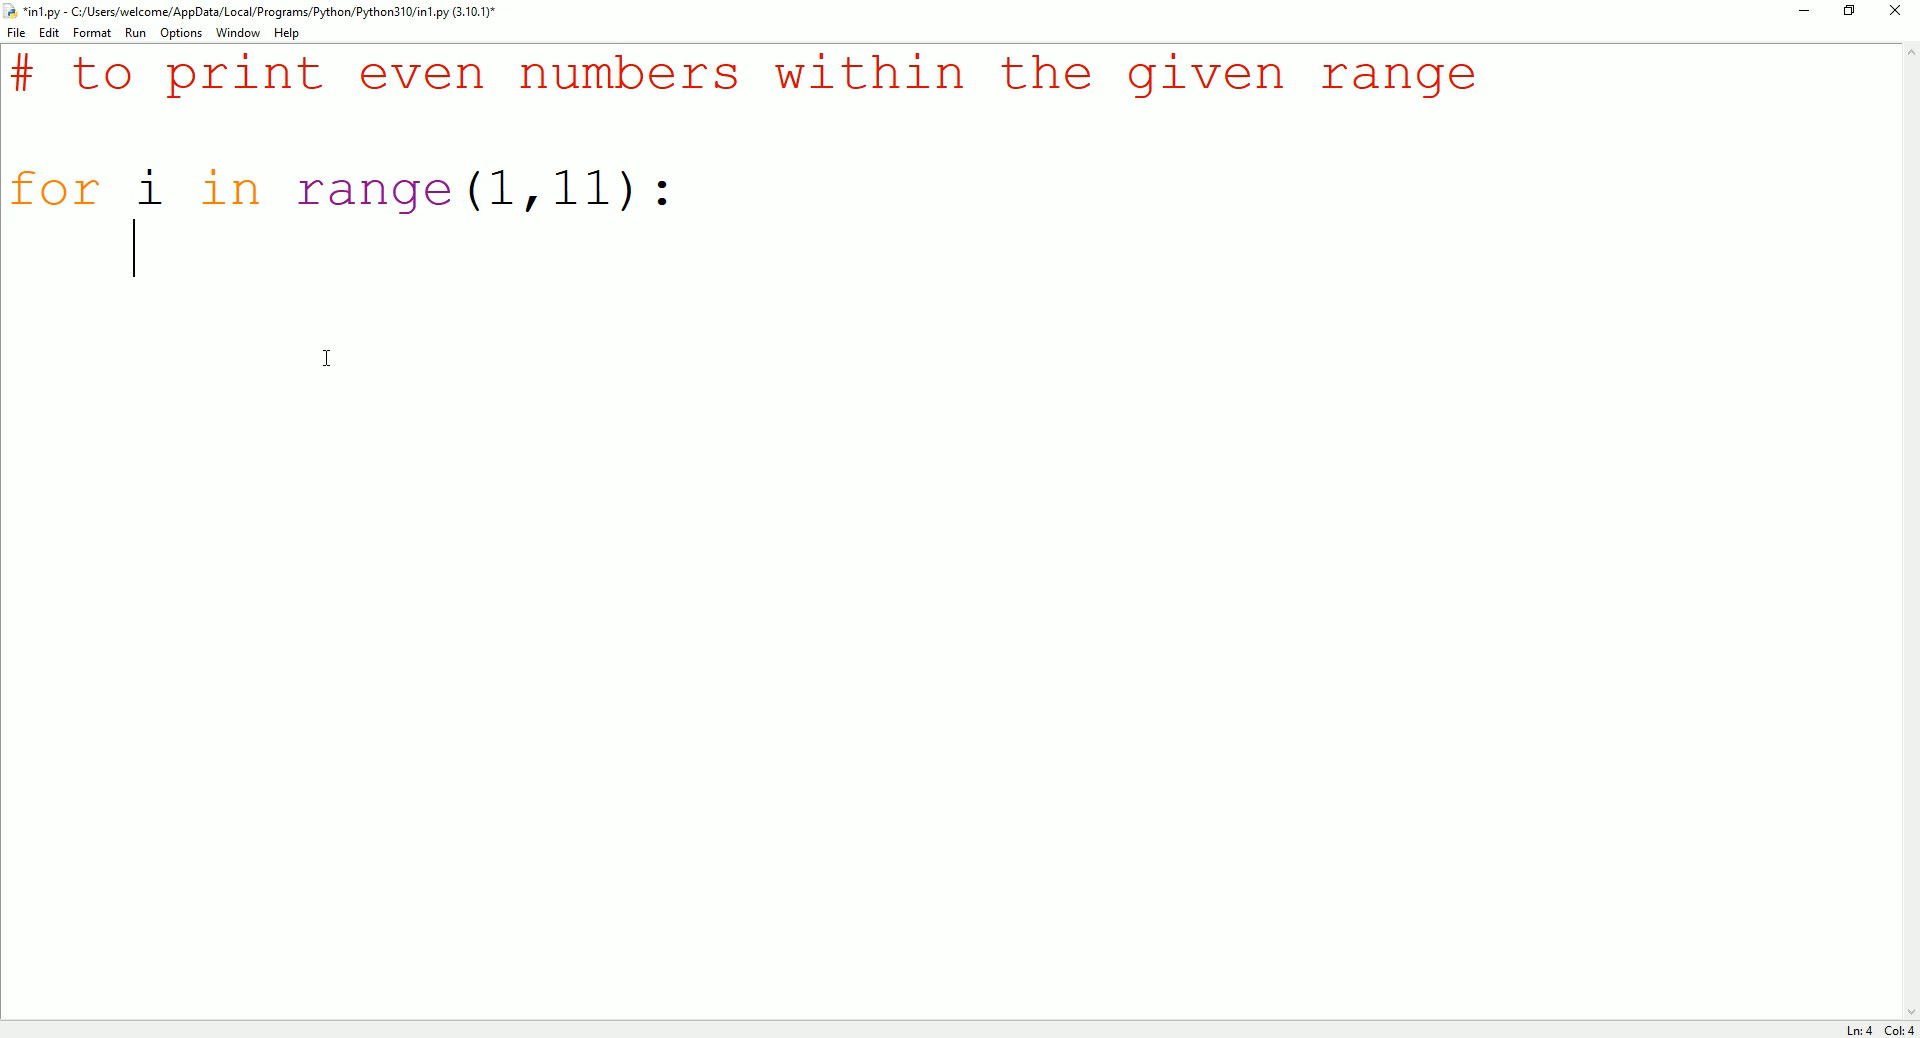 *in1.py - C:/Users/welcome/AppData/Local/Programs/Python/Python310/in1.py (3.10.1)*
File Edit Format Run Options Window Help
# to print even numbers within the given range
for i in range(1,11):
Ln: 4 Col: 4